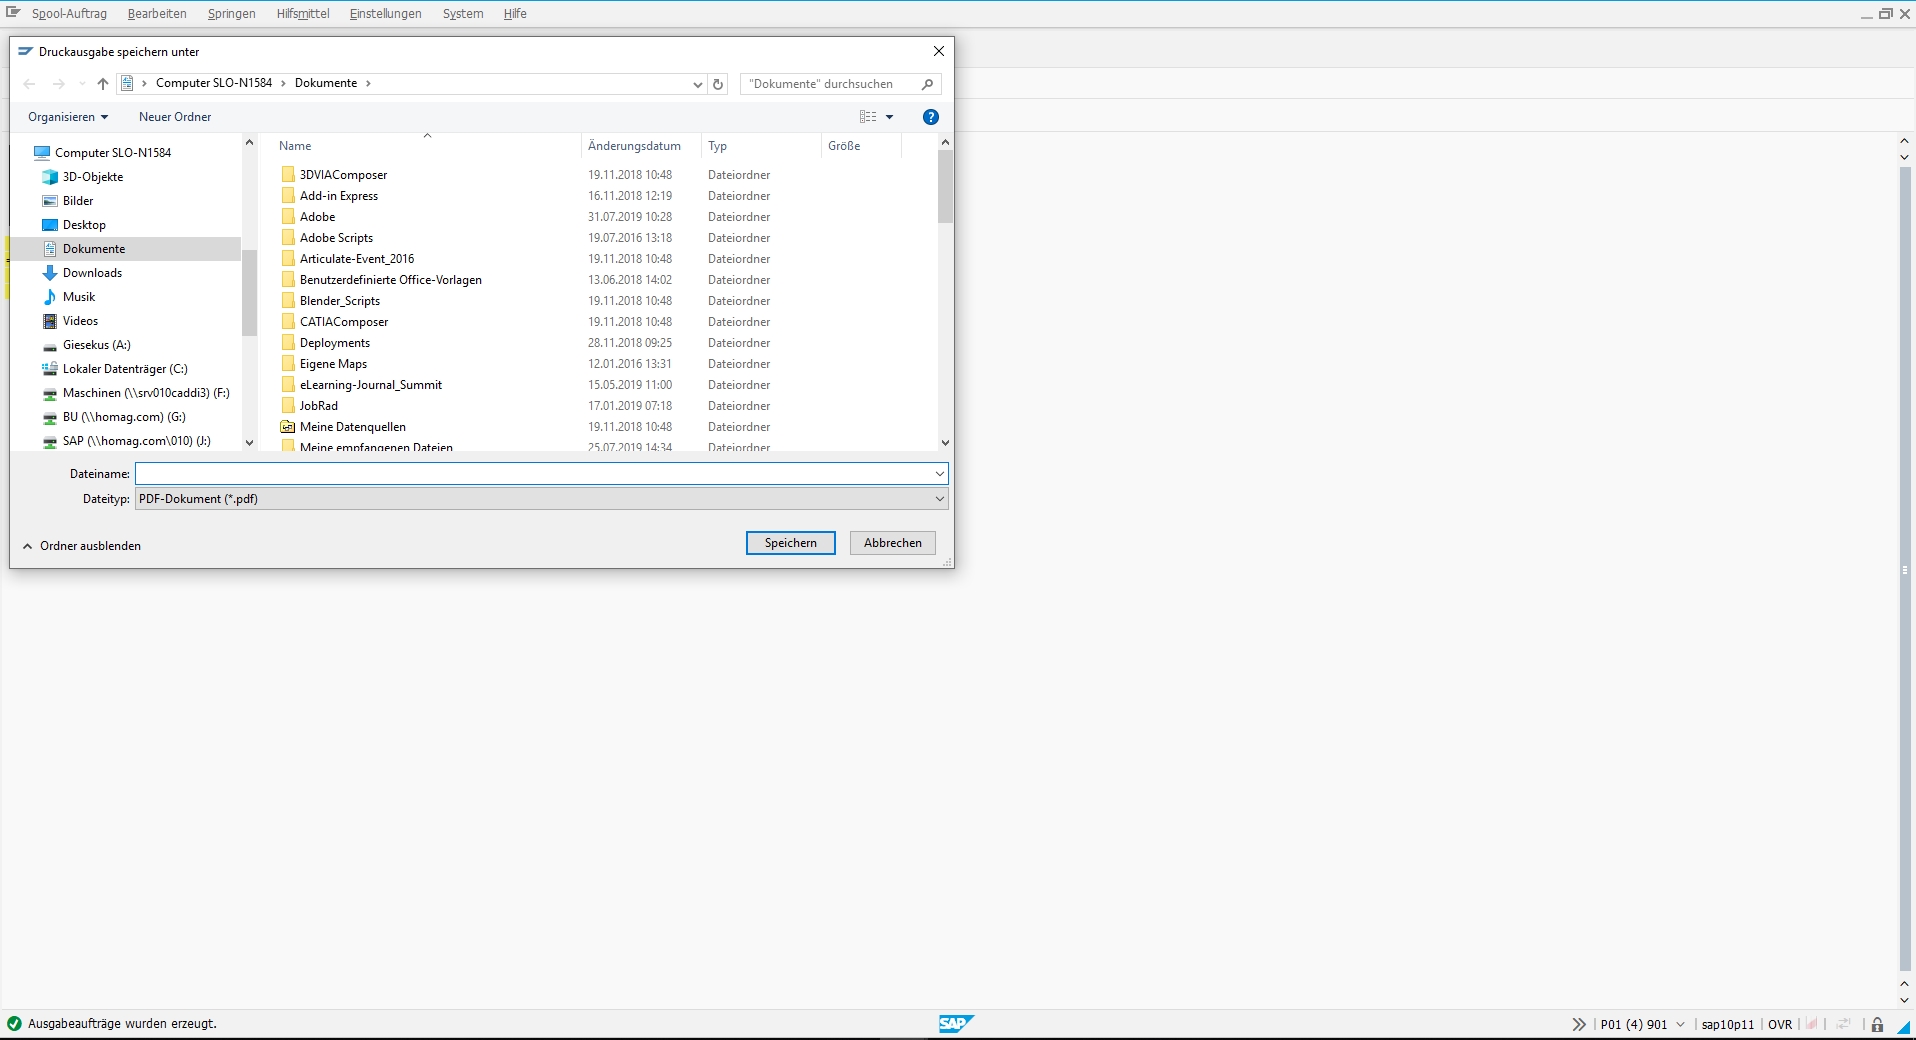 Spool-Auftrag Bearbeiten Springen Hilfsmittel Einstellungen System Hilfe
Druckausgabe speichern unter
Computer SLO-N1584 Dokumente
"Dokumente" durchsuchen
Organisieren Neuer Ordner
Computer SLO-N1584
3D-Objekte
Bilder
Desktop
Dokumente
Downloads
Musik
Videos
Giesekus (A:)
Lokaler Datenträger (C:)
Maschinen (\\srv010caddi3) (F:)
BU (\\homag.com) (G:)
SAP (\\homag.com\010) (J:)
Name Änderungsdatum Typ Größe
3DVIAComposer 19.11.2018 10:48 Dateiordner
Add-in Express 16.11.2018 12:19 Dateiordner
Adobe 31.07.2019 10:28 Dateiordner
Adobe Scripts 19.07.2016 13:18 Dateiordner
Articulate-Event_2016 19.11.2018 10:48 Dateiordner
Benutzerdefinierte Office-Vorlagen 13.06.2018 14:02 Dateiordner
Blender_Scripts 19.11.2018 10:48 Dateiordner
CATIAComposer 19.11.2018 10:48 Dateiordner
Deployments 28.11.2018 09:25 Dateiordner
Eigene Maps 12.01.2016 13:31 Dateiordner
eLearning-Journal_Summit 15.05.2019 11:00 Dateiordner
JobRad 17.01.2019 07:18 Dateiordner
Meine Datenquellen 19.11.2018 10:48 Dateiordner
Meine empfangenen Dateien 25.07.2019 14:34 Dateiordner
Dateiname:
Dateityp: PDF-Dokument (*.pdf)
Ordner ausblenden
Speichern Abbrechen
Ausgabeaufträge wurden erzeugt.
SAP
P01 (4) 901 sap10p11 OVR